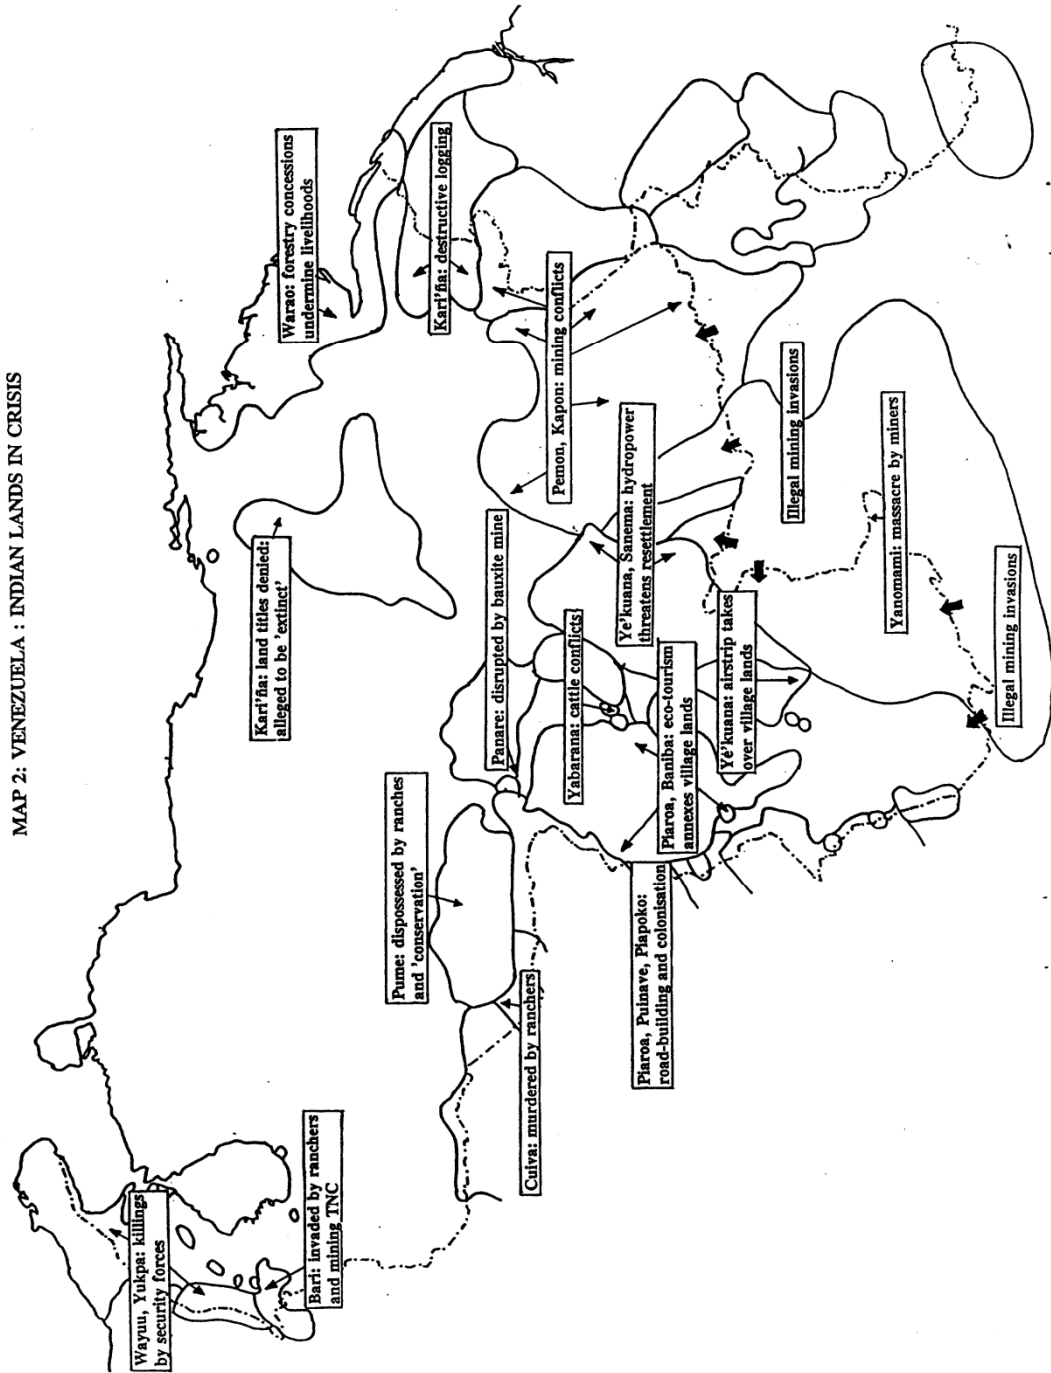 MAP 2: VENEZUELA : INDIAN LANDS IN CRISIS
Wayuu, Yukpa: killings
by security forces
Bari: invaded by ranchers
and mining TNC
Cuiva: murdered by ranchers
Pume: dispossessed by ranches
and 'conservation'
Piaroa, Puinave, Piapoko:
road-building and colonisation
Kari'ña: land titles denied:
alleged to be 'extinct'
Panare: disrupted by bauxite mine
Yabarana: cattle conflicts
Piaroa, Baniba: eco-tourism
annexes village lands
Ye'kuana: airstrip takes
over village lands
Ye'kuana, Sanema: hydropower
threatens resettlement
Warao: forestry concessions
undermine livelihoods
Kari'ña: destructive logging
Pemon, Kapon: mining conflicts
Illegal mining invasions
Yanomami: massacre by miners
Illegal mining invasions